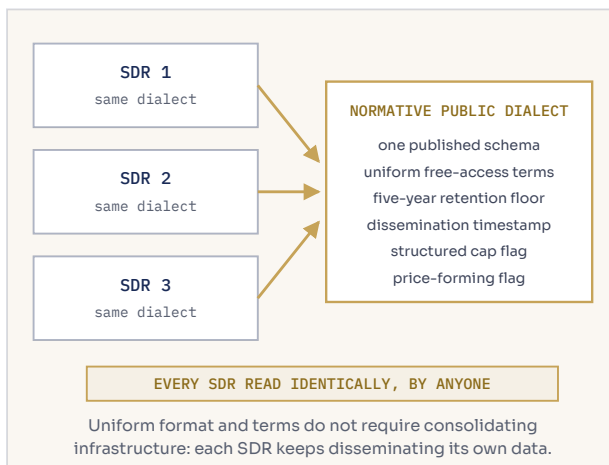 SDR 1
same dialect
SDR 2
same dialect
SDR 3
same dialect
NORMATIVE PUBLIC DIALECT
one published schema
uniform free-access terms
five-year retention floor
dissemination timestamp
structured cap flag
price-forming flag
EVERY SDR READ IDENTICALLY, BY ANYONE
Uniform format and terms do not require consolidating
infrastructure: each SDR keeps disseminating its own data.